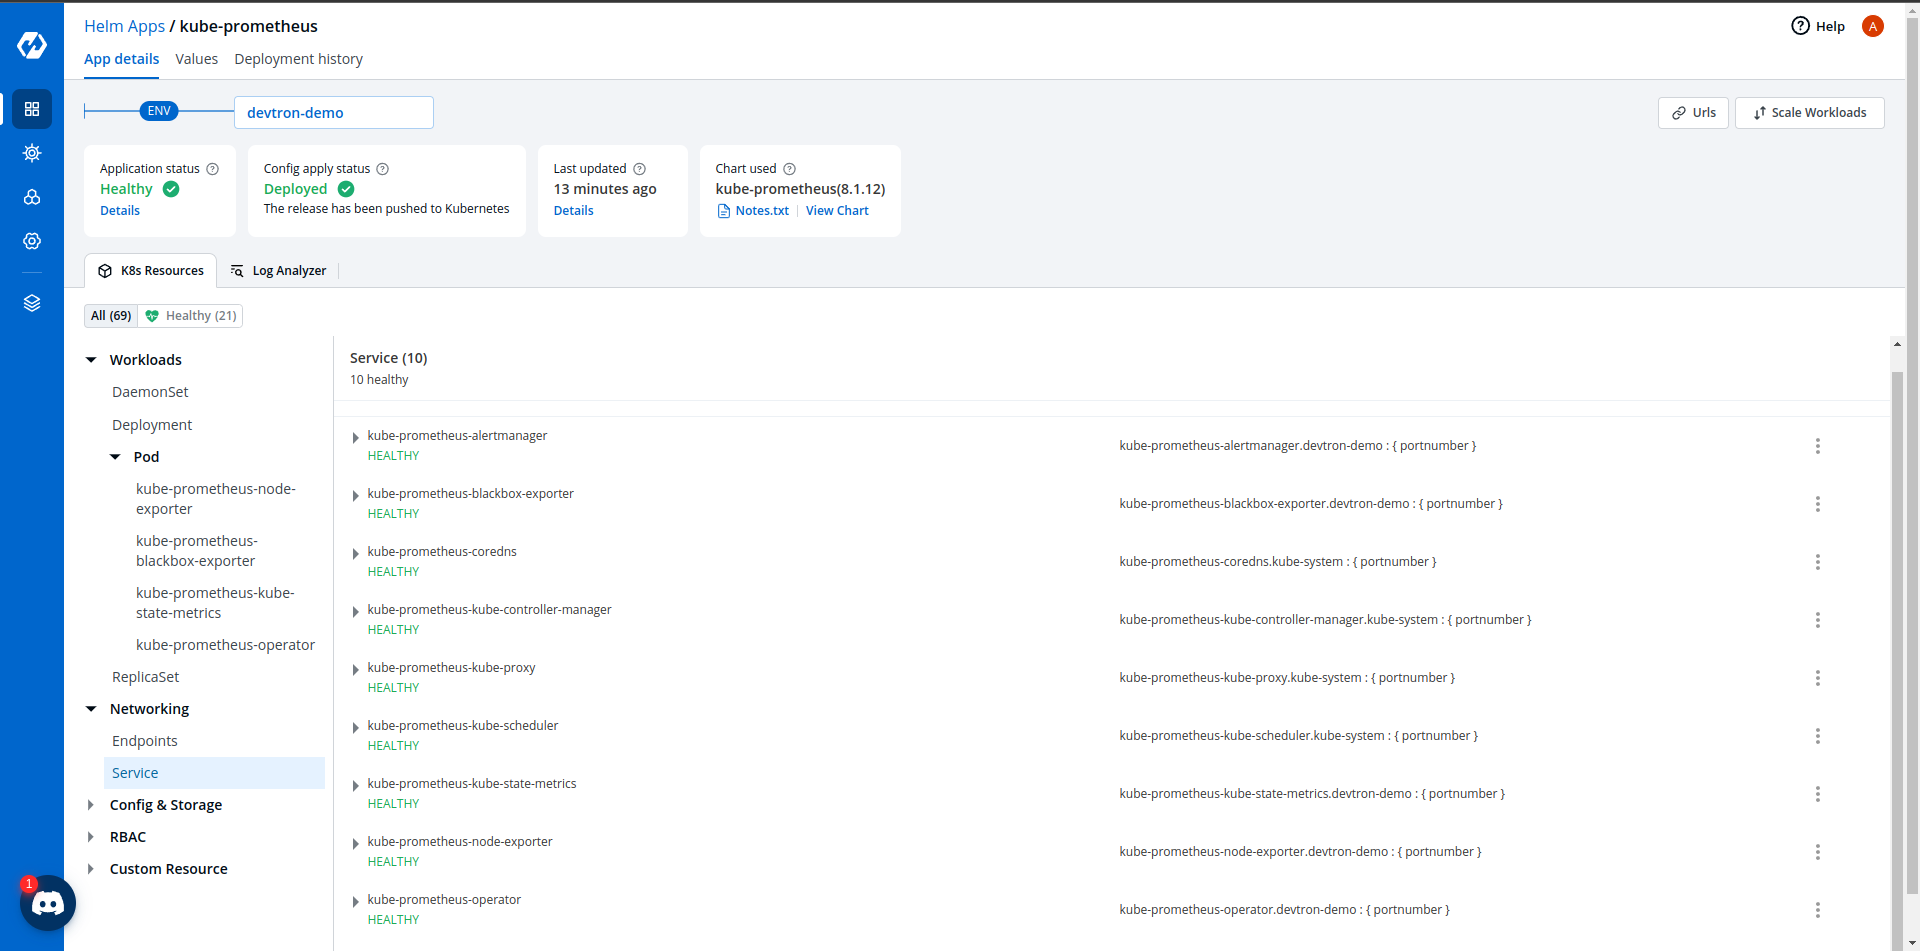 Helm Apps / kube-prometheus
Help
A
App details Values Deployment history
ENV
devtron-demo
Urls
Scale Workloads
Application status
Healthy
Details
Config apply status
Deployed
The release has been pushed to Kubernetes
Last updated
13 minutes ago
Details
Chart used
kube-prometheus(8.1.12)
Notes.txt View Chart
K8s Resources
Log Analyzer
All (69)
Healthy (21)
Workloads
DaemonSet
Deployment
Pod
kube-prometheus-node-
exporter
kube-prometheus-
blackbox-exporter
kube-prometheus-kube-
state-metrics
kube-prometheus-operator
ReplicaSet
Networking
Endpoints
Service
Config & Storage
RBAC
Custom Resource
1
Service (10)
10 healthy
kube-prometheus-alertmanager
HEALTHY
kube-prometheus-alertmanager.devtron-demo : { portnumber }
kube-prometheus-blackbox-exporter
HEALTHY
kube-prometheus-blackbox-exporter.devtron-demo : { portnumber }
kube-prometheus-coredns
HEALTHY
kube-prometheus-coredns.kube-system : { portnumber }
kube-prometheus-kube-controller-manager
HEALTHY
kube-prometheus-kube-controller-manager.kube-system : { portnumber }
kube-prometheus-kube-proxy
HEALTHY
kube-prometheus-kube-proxy.kube-system : { portnumber }
kube-prometheus-kube-scheduler
HEALTHY
kube-prometheus-kube-scheduler.kube-system : { portnumber }
kube-prometheus-kube-state-metrics
HEALTHY
kube-prometheus-kube-state-metrics.devtron-demo : { portnumber }
kube-prometheus-node-exporter
HEALTHY
kube-prometheus-node-exporter.devtron-demo : { portnumber }
kube-prometheus-operator
HEALTHY
kube-prometheus-operator.devtron-demo : { portnumber }